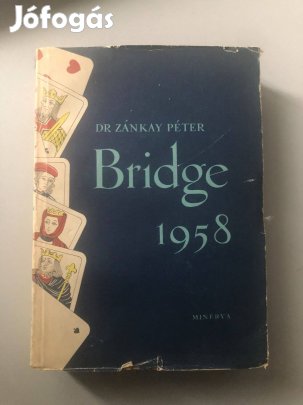 Jófogás
DR ZÁNKAY PÉTER
Bridge
1958
MINERVA